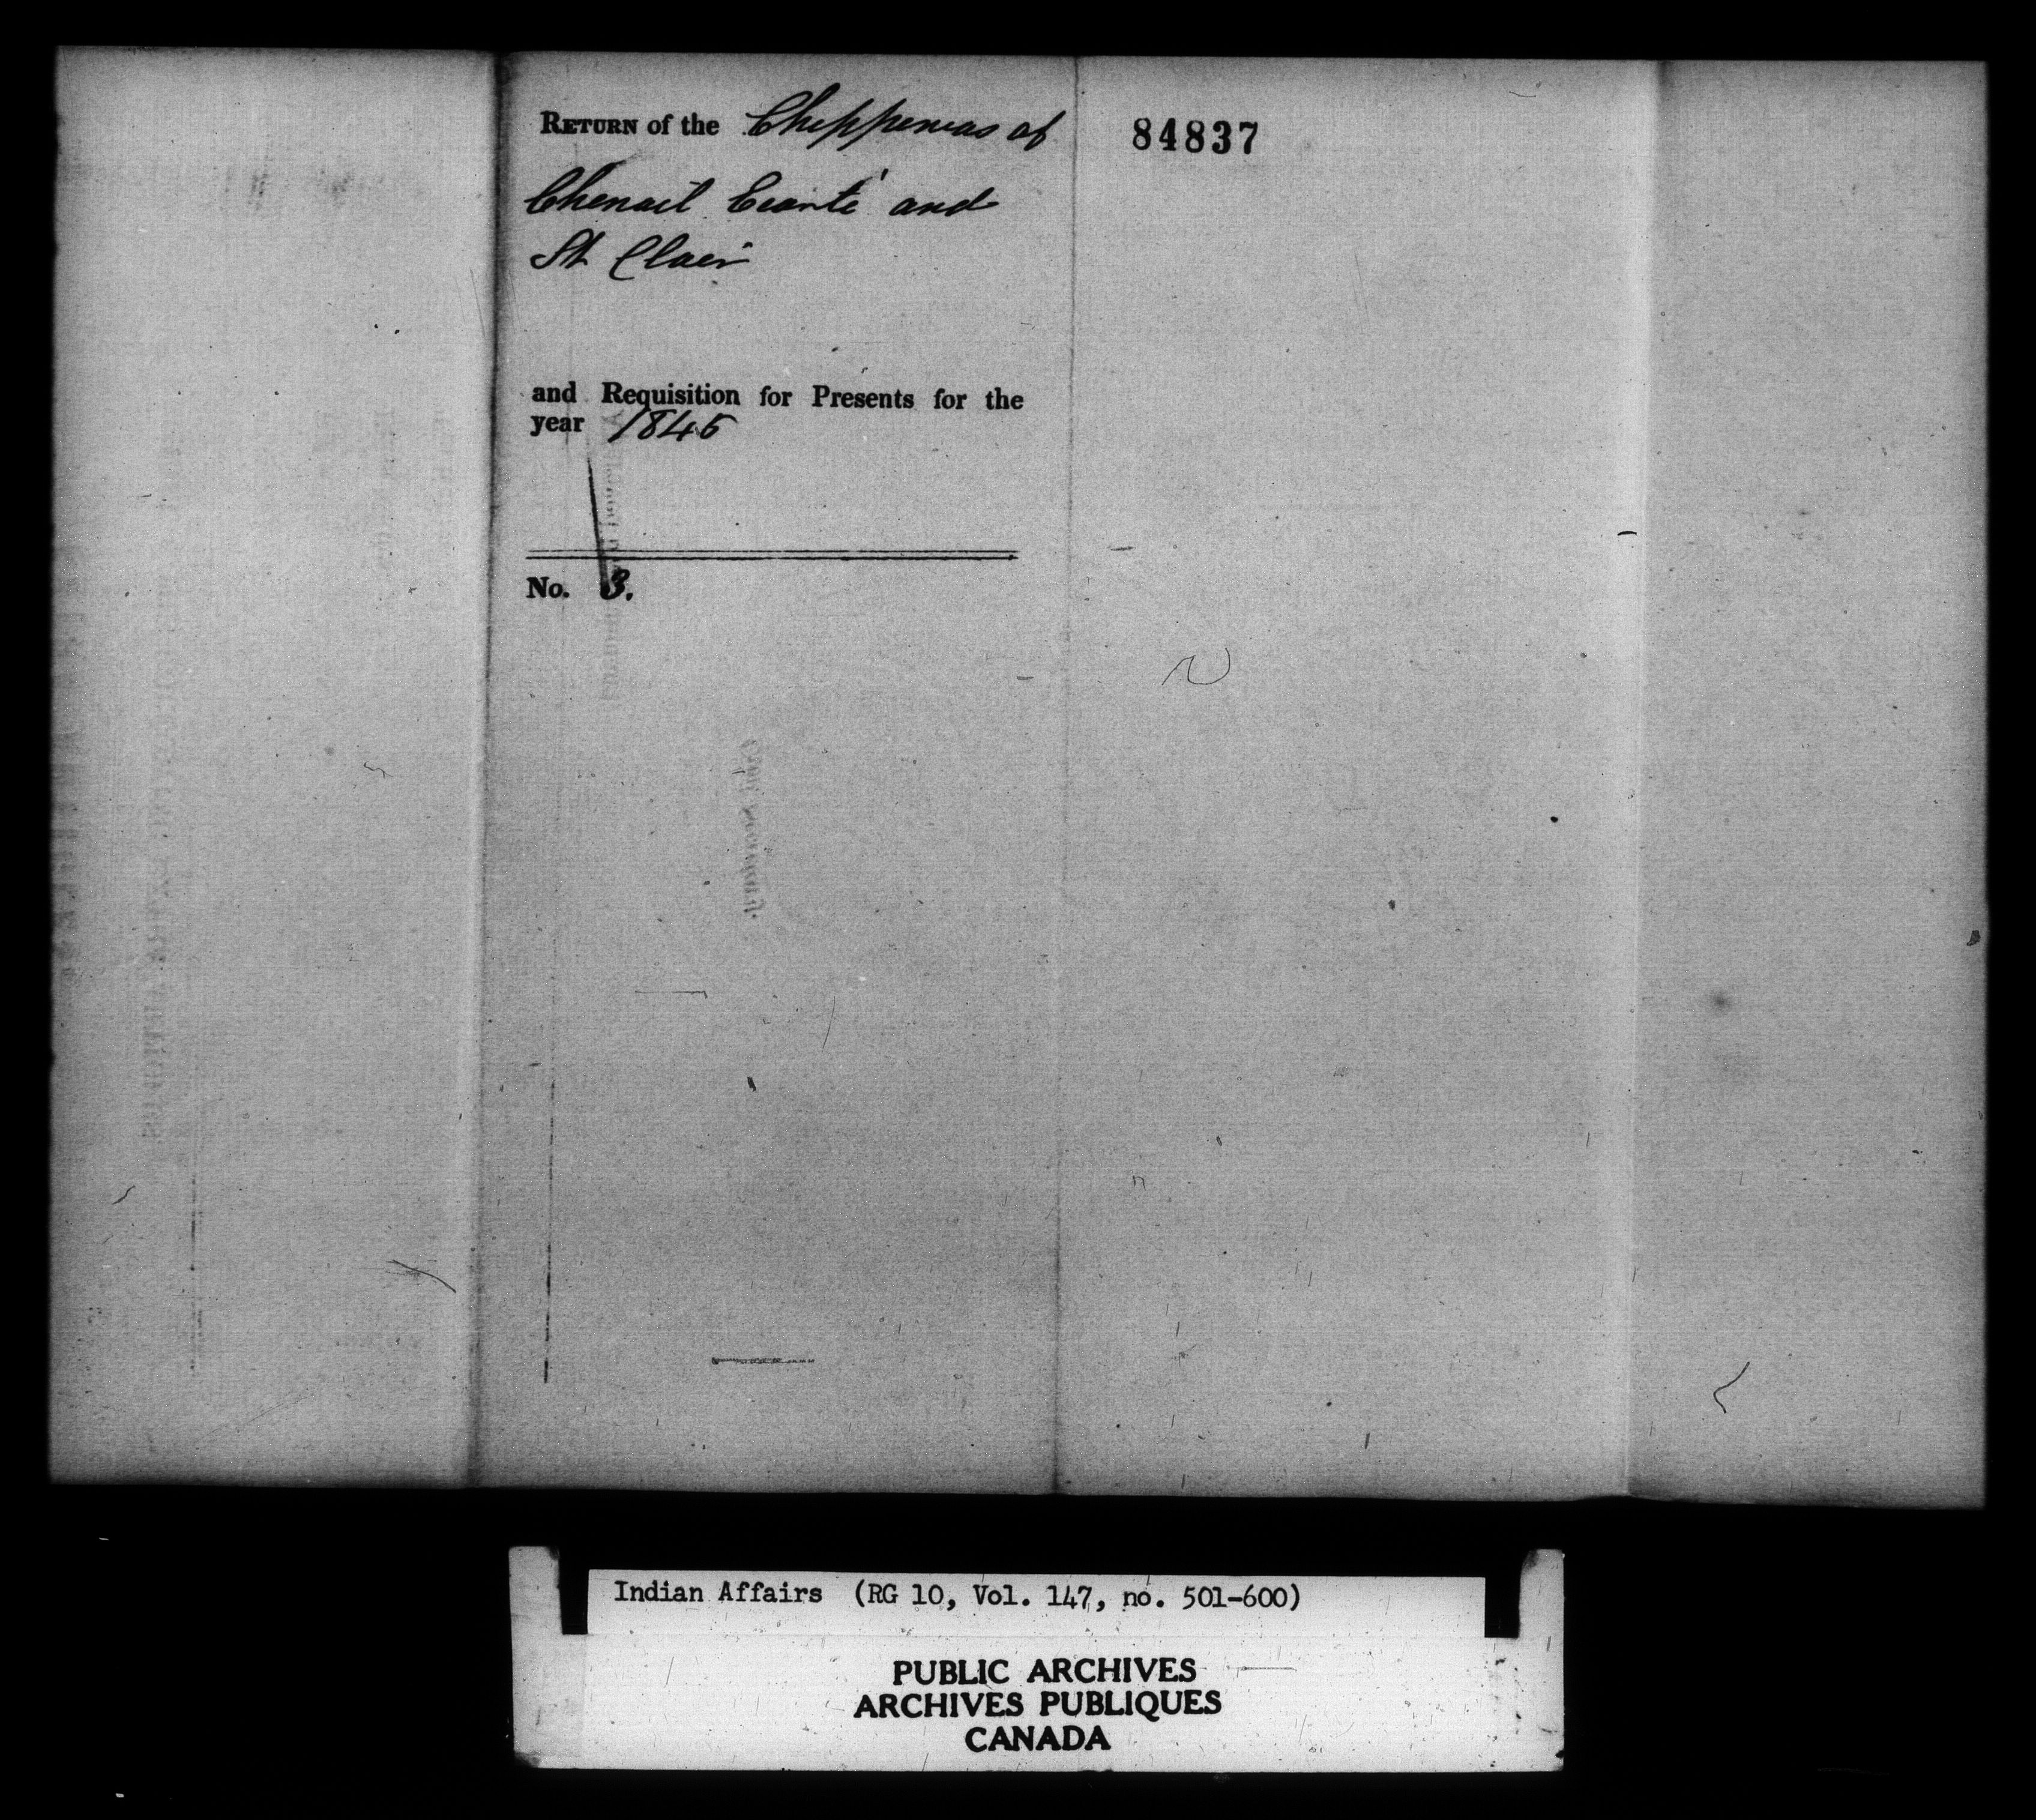 RETURN of the Chippewas of
Chenail Ecarté and
St Clair
and Requisition for Presents for the
year 1845
No. 3.
84837
Indian Affairs (RG 10, Vol. 147, no. 501-600)
PUBLIC ARCHIVES
ARCHIVES PUBLIQUES
CANADA